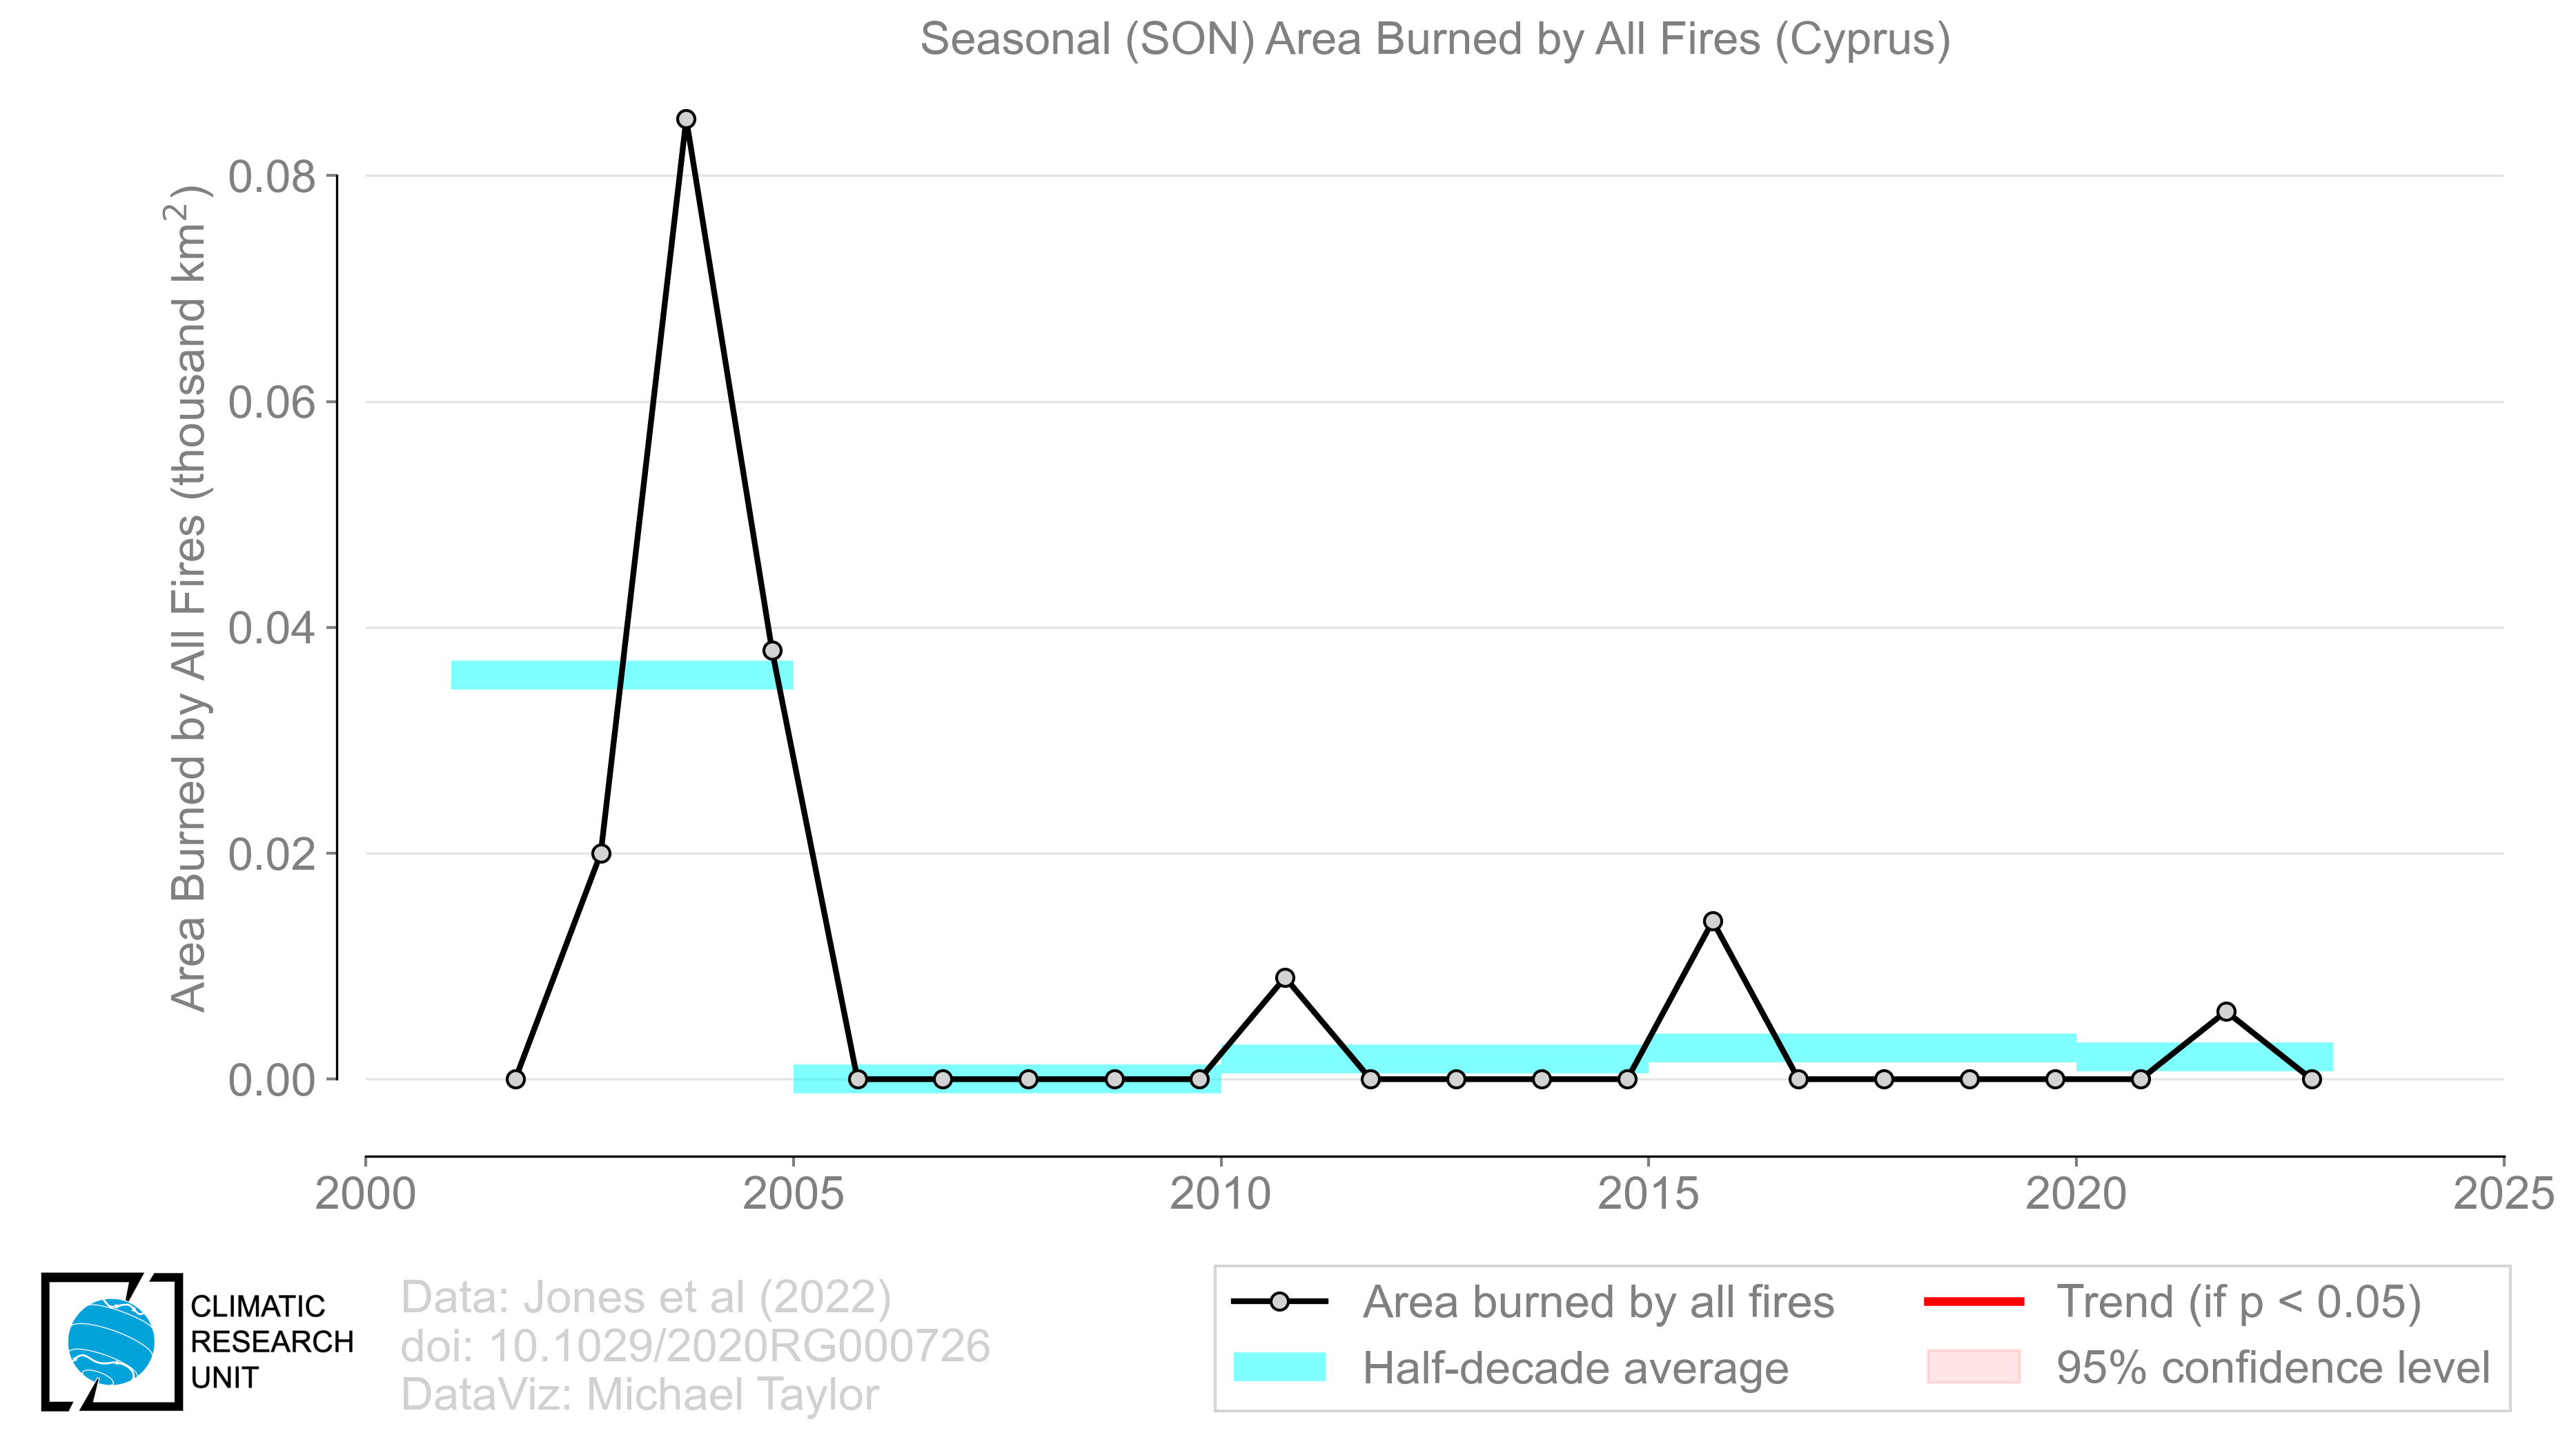 Seasonal (SON) Area Burned by All Fires (Cyprus)
Area Burned by All Fires (thousand km²)
0.08
0.06
0.04
0.02
0.00
2000 2005 2010 2015 2020 2025
CLIMATIC
RESEARCH
UNIT
Data: Jones et al (2022)
doi: 10.1029/2020RG000726
DataViz: Michael Taylor
Area burned by all fires
Half-decade average
Trend (if p < 0.05)
95% confidence level